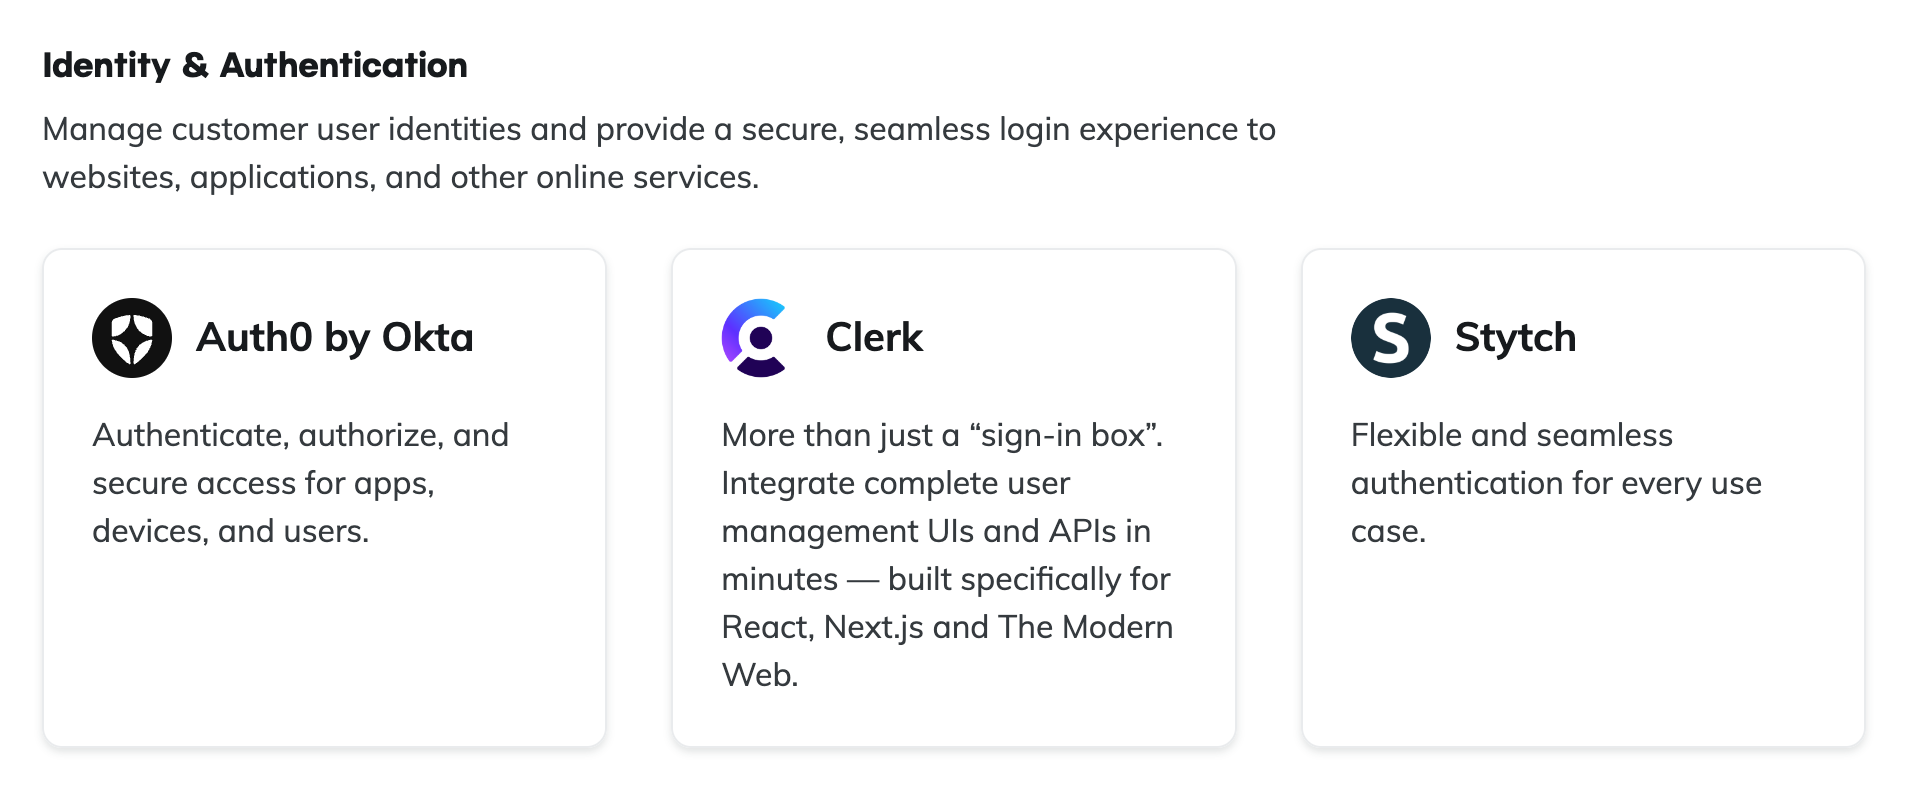 Identity & Authentication
Manage customer user identities and provide a secure, seamless login experience to
websites, applications, and other online services.
Auth0 by Okta
Authenticate, authorize, and
secure access for apps,
devices, and users.
Clerk
More than just a “sign-in box”.
Integrate complete user
management UIs and APIs in
minutes — built specifically for
React, Next.js and The Modern
Web.
S
Stytch
Flexible and seamless
authentication for every use
case.